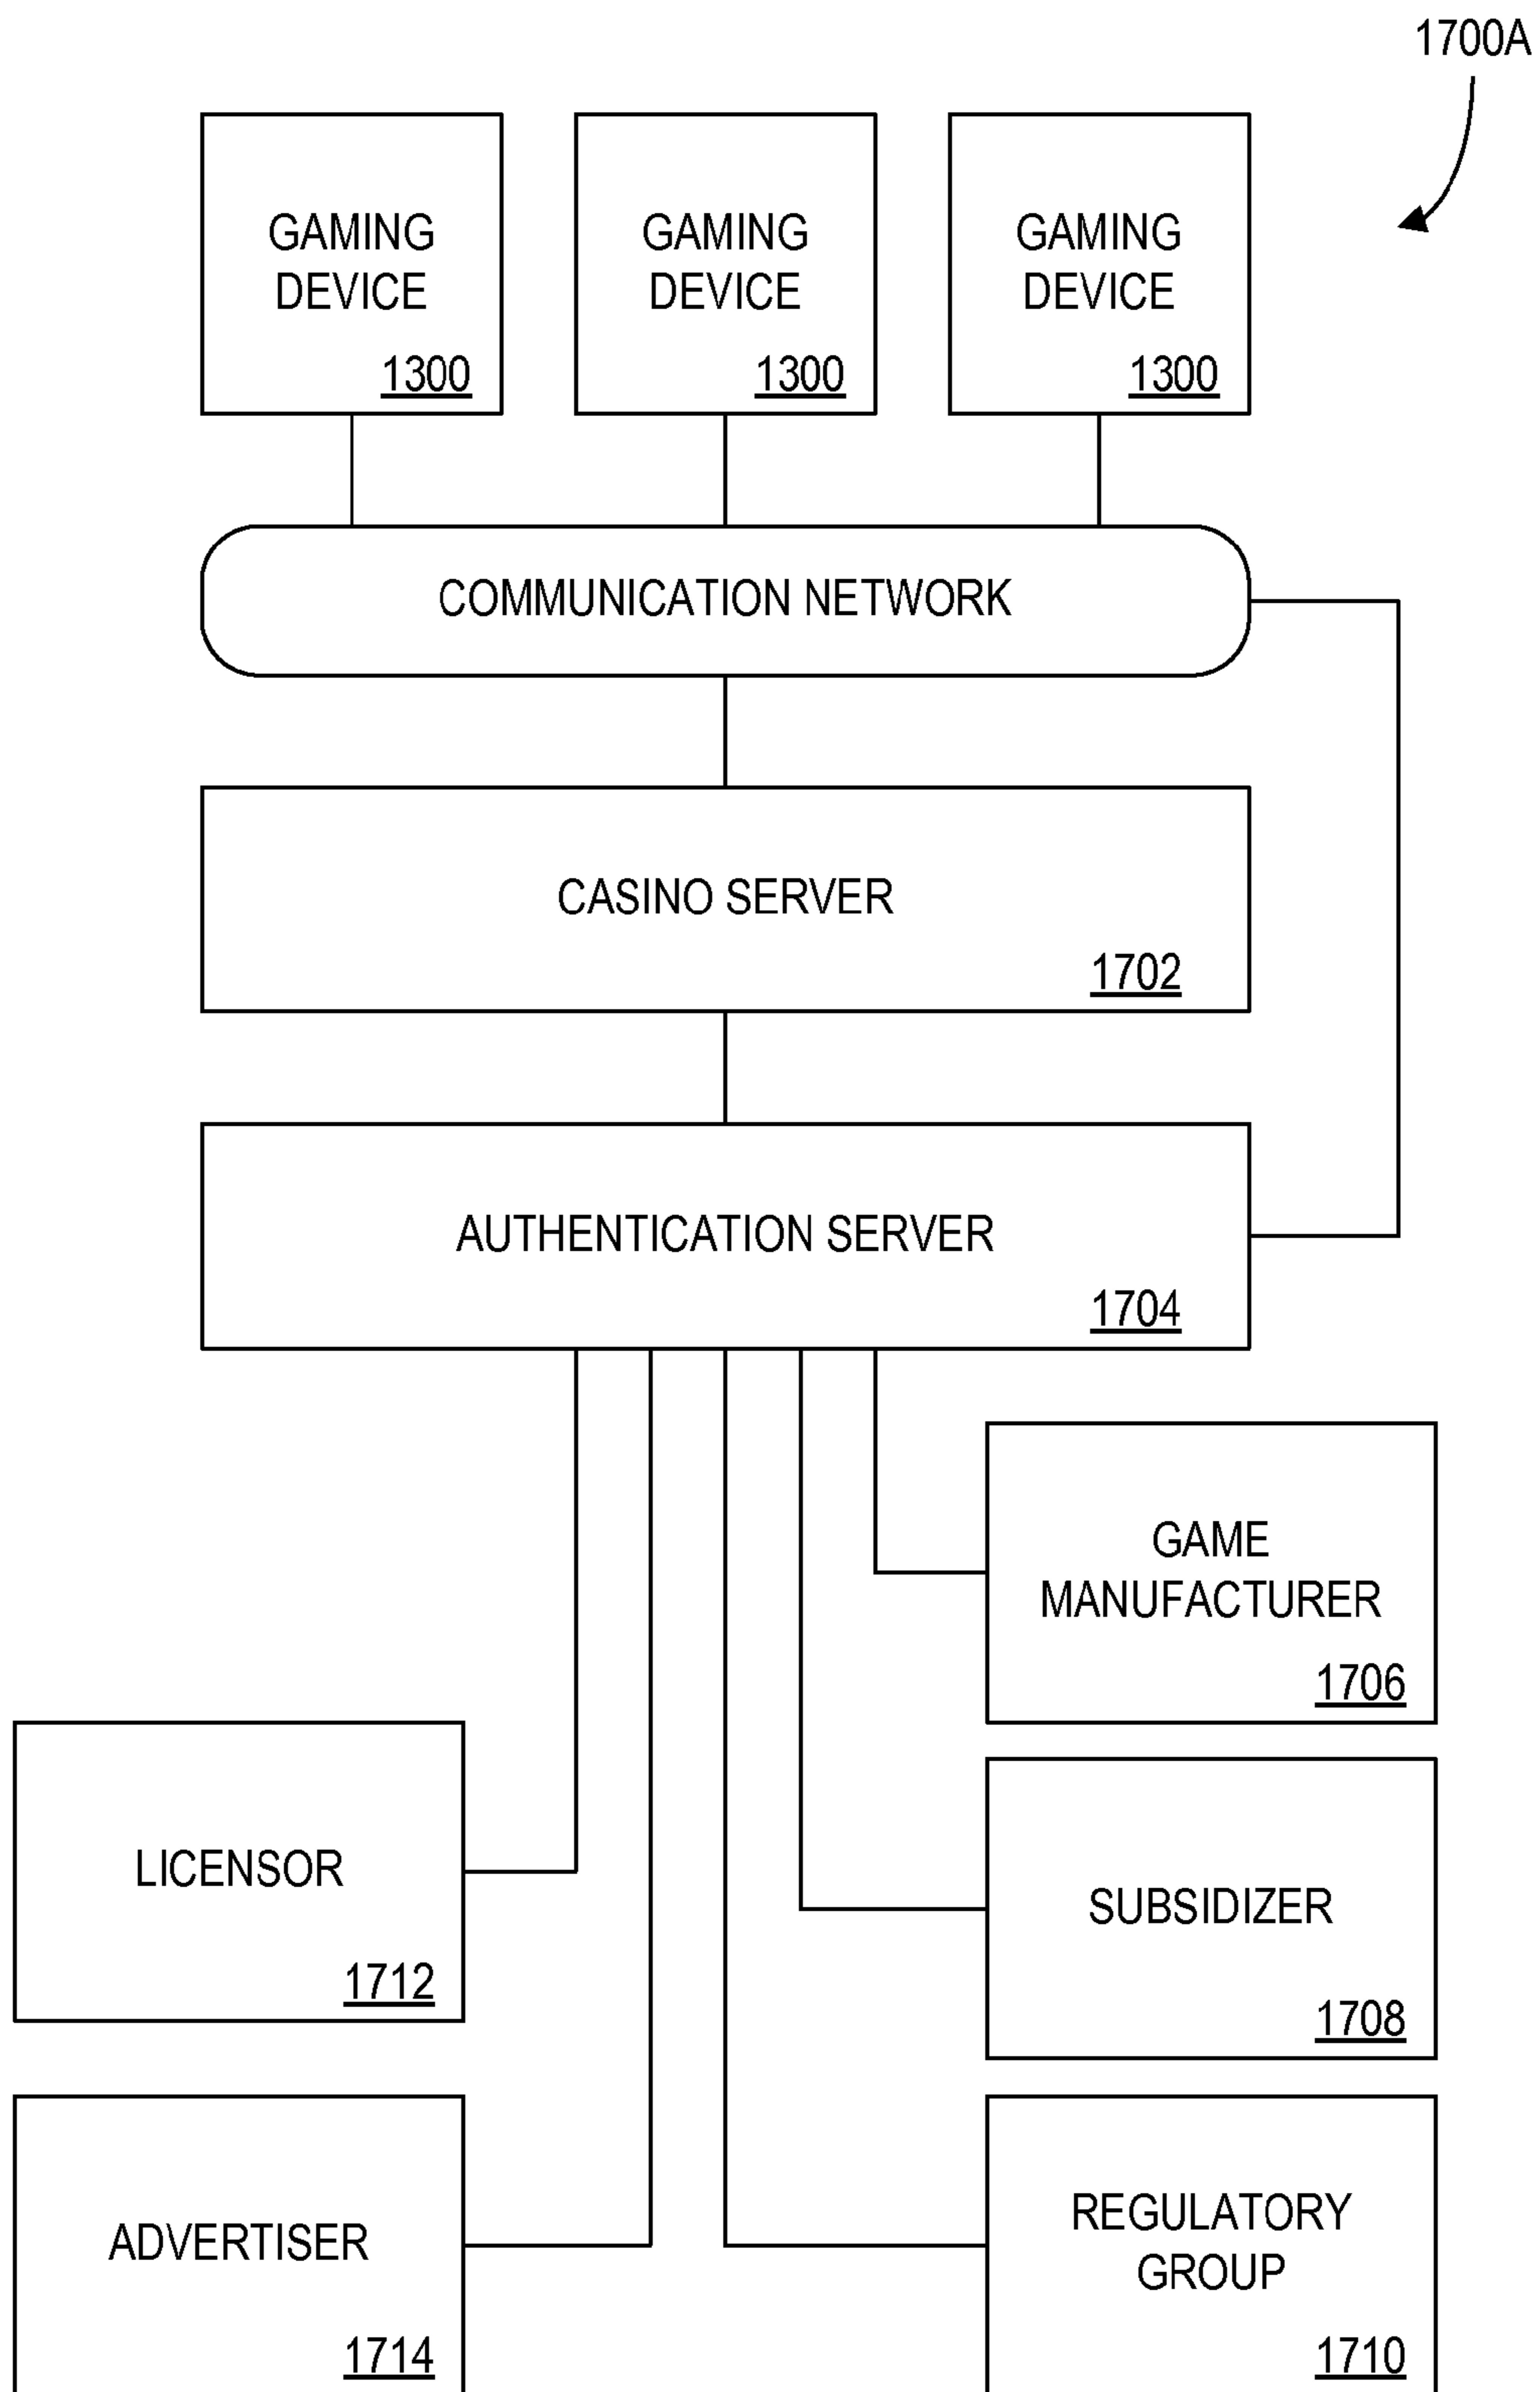 1700A
GAMING
DEVICE
1300
GAMING
DEVICE
1300
GAMING
DEVICE
1300
COMMUNICATION NETWORK
CASINO SERVER
1702
AUTHENTICATION SERVER
1704
GAME
MANUFACTURER
1706
LICENSOR
1712
SUBSIDIZER
1708
ADVERTISER
1714
REGULATORY
GROUP
1710